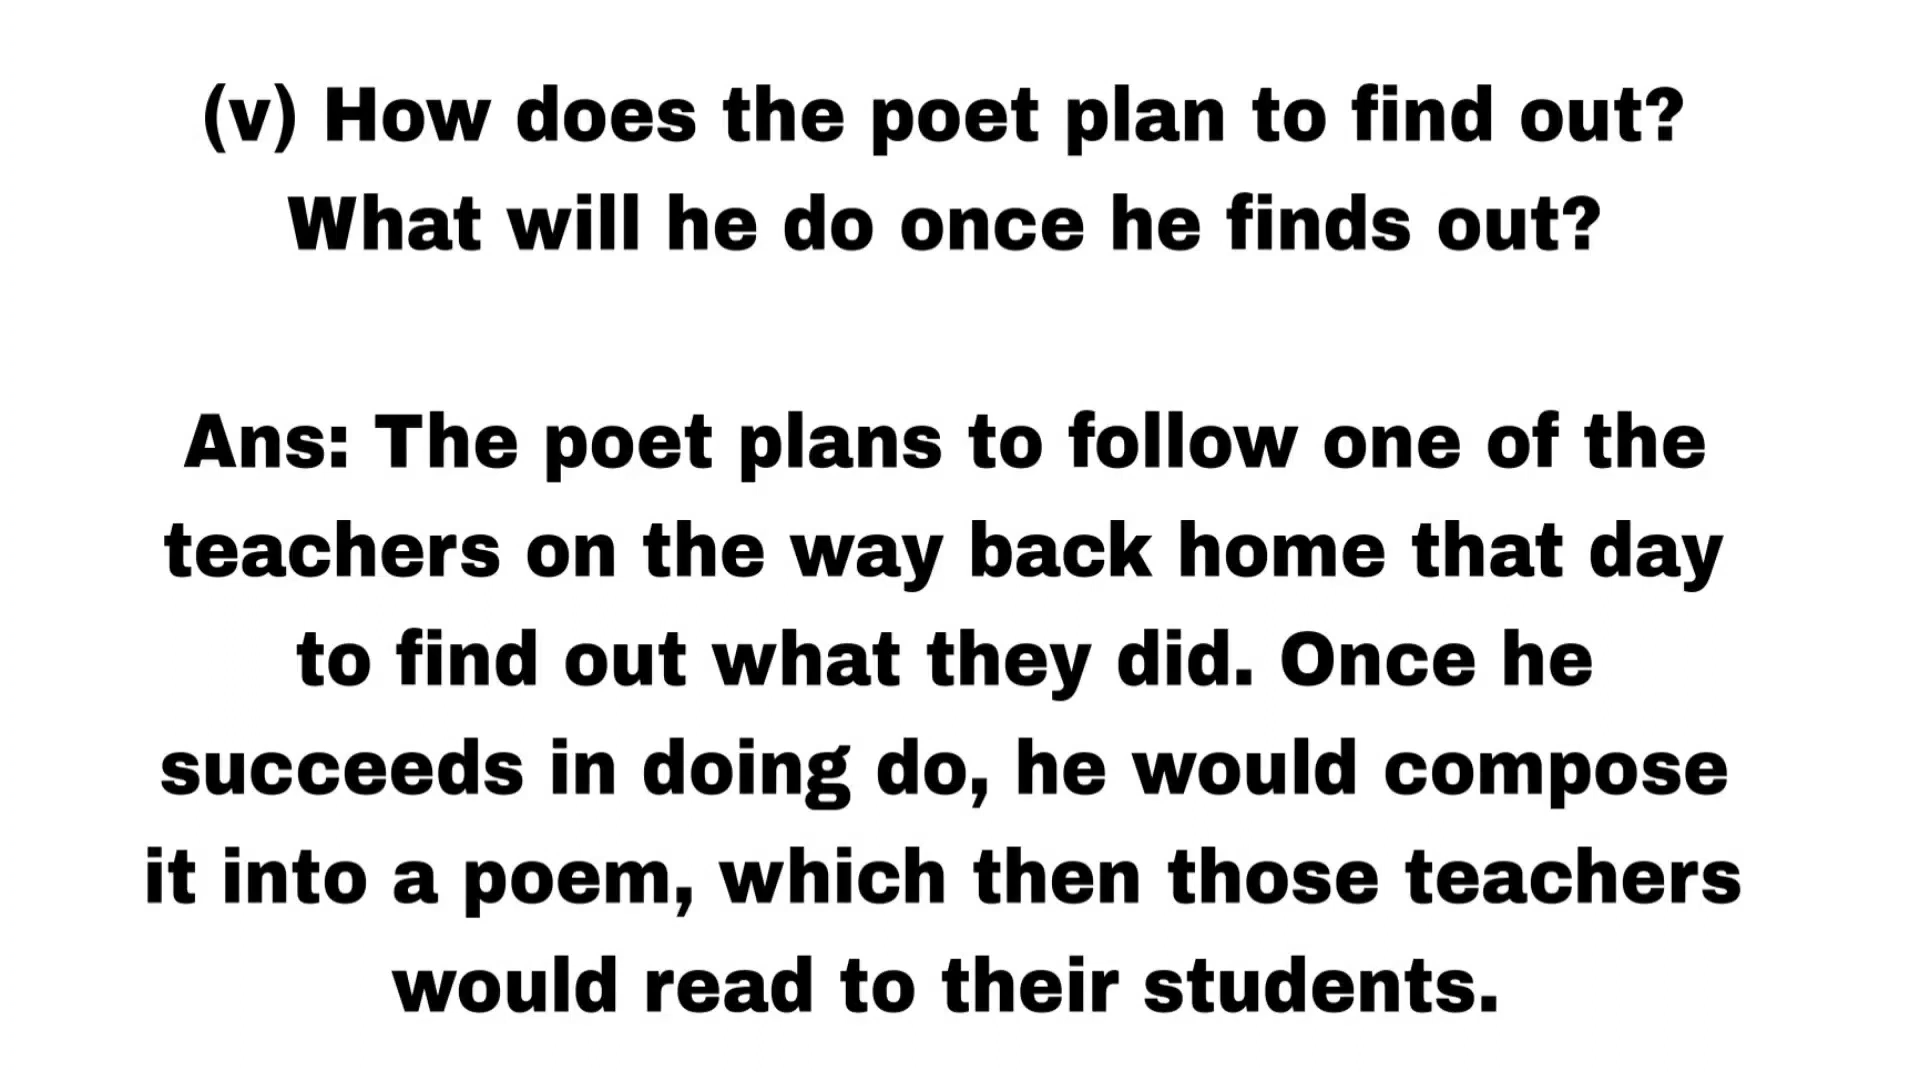 (v) How does the poet plan to find out?
What will he do once he finds out?
Ans: The poet plans to follow one of the
teachers on the way back home that day
to find out what they did. Once he
succeeds in doing do, he would compose
it into a poem, which then those teachers
would read to their students.